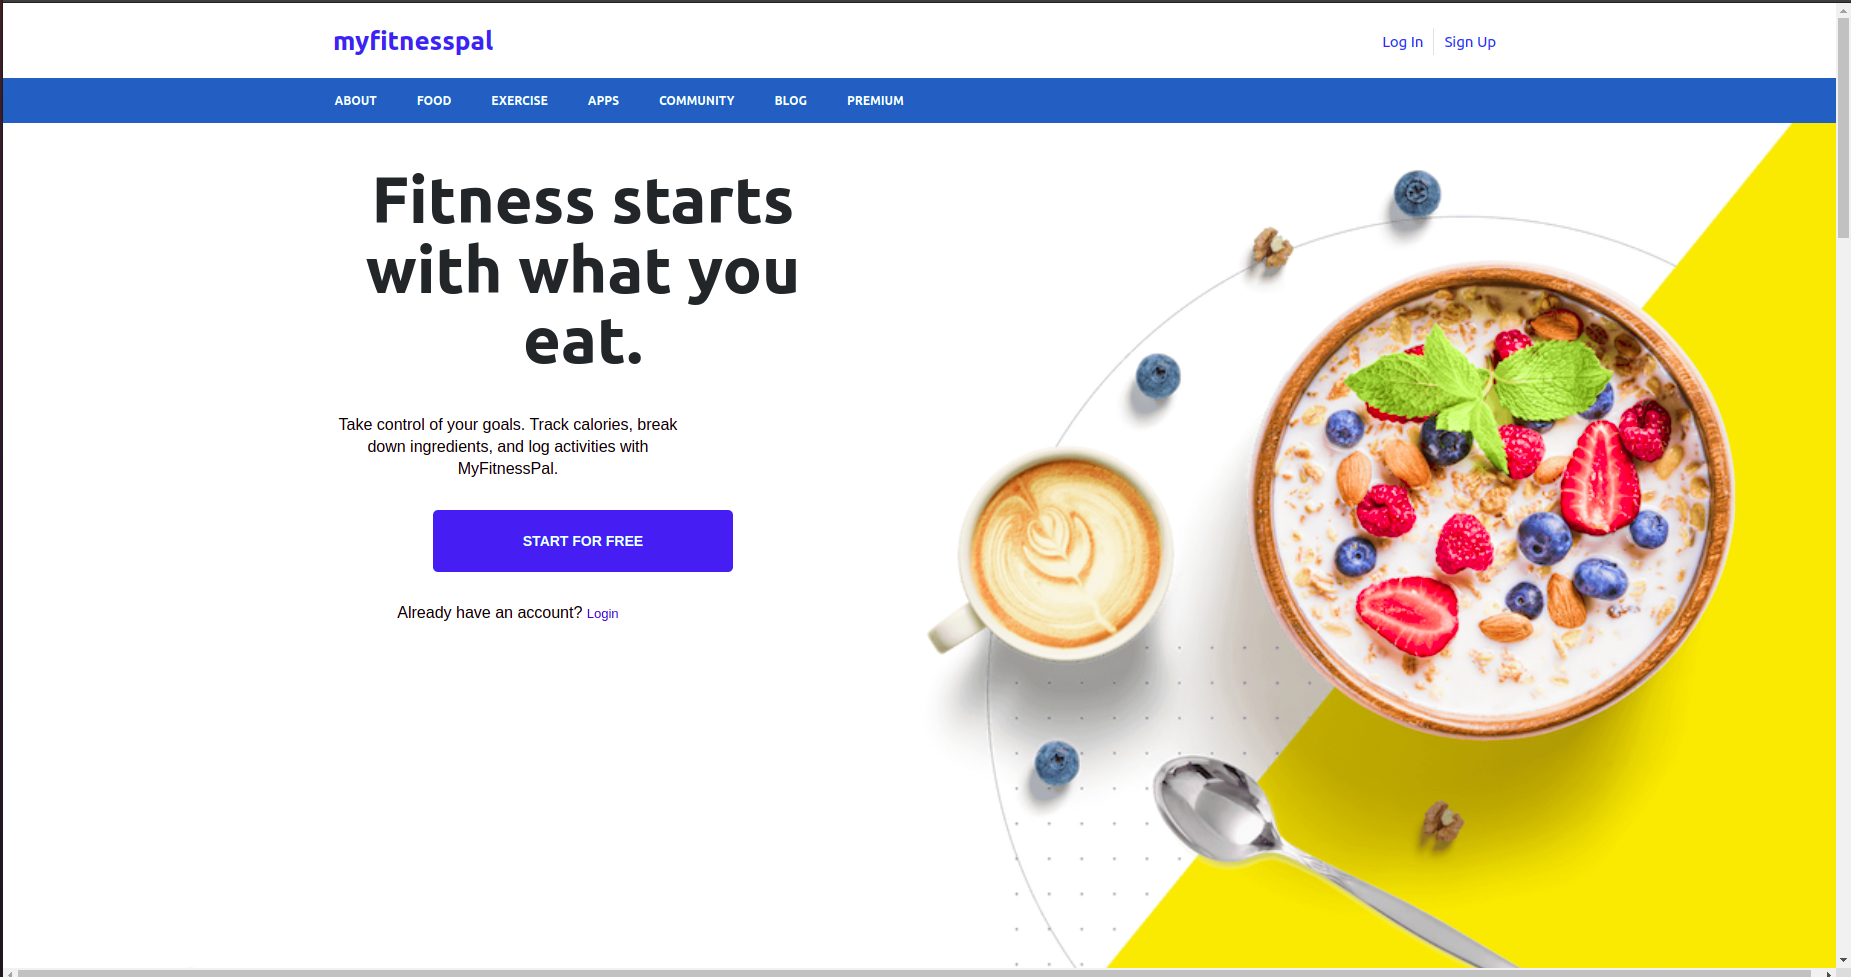 myfitnesspal
Log In
Sign Up
ABOUT
FOOD
EXERCISE
APPS
COMMUNITY
BLOG
PREMIUM
Fitness starts
with what you
eat.
Take control of your goals. Track calories, break
down ingredients, and log activities with
MyFitnessPal.
START FOR FREE
Already have an account? Login